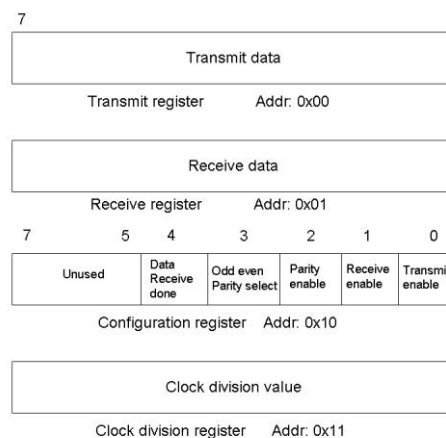 7
Transmit data
Transmit register Addr: 0x00
Receive data
Receive register Addr: 0x01
7 5 4 3 2 1 0
Unused
Data
Receive
done
Odd even
Parity select
Parity
enable
Receive
enable
Transmi
enable
Configuration register Addr: 0x10
Clock division value
Clock division register Addr: 0x11